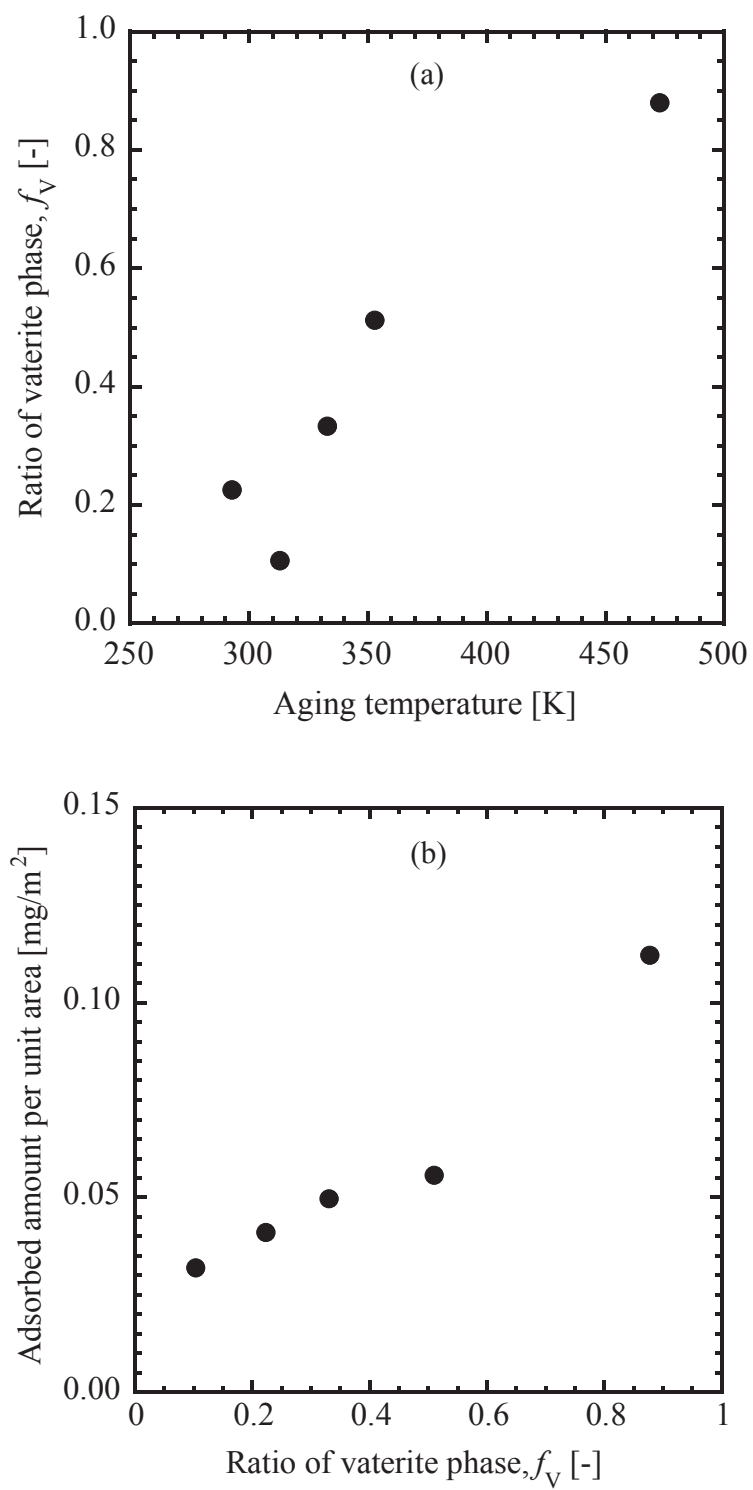 1.0
(a)
0.8
0.6
0.4
0.2
0.0
Ratio of vaterite phase, fV [-]
250 300 350 400 450 500
Aging temperature [K]
0.15
(b)
0.10
0.05
0.00
Adsorbed amount per unit area [mg/m2]
0 0.2 0.4 0.6 0.8 1
Ratio of vaterite phase, fV [-]